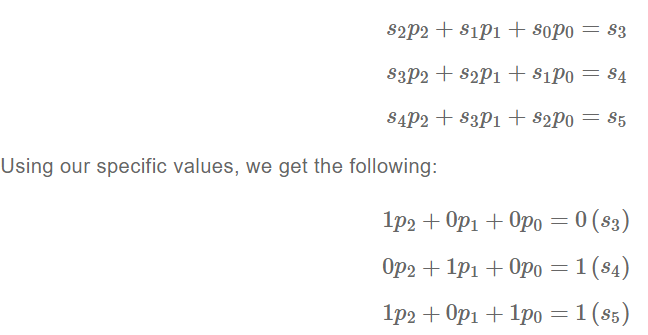 s₂p₂ + s₁p₁ + s₀p₀ = s₃
s₃p₂ + s₂p₁ + s₁p₀ = s₄
s₄p₂ + s₃p₁ + s₂p₀ = s₅
Using our specific values, we get the following:
1p₂ + 0p₁ + 0p₀ = 0 (s₃)
0p₂ + 1p₁ + 0p₀ = 1 (s₄)
1p₂ + 0p₁ + 1p₀ = 1 (s₅)